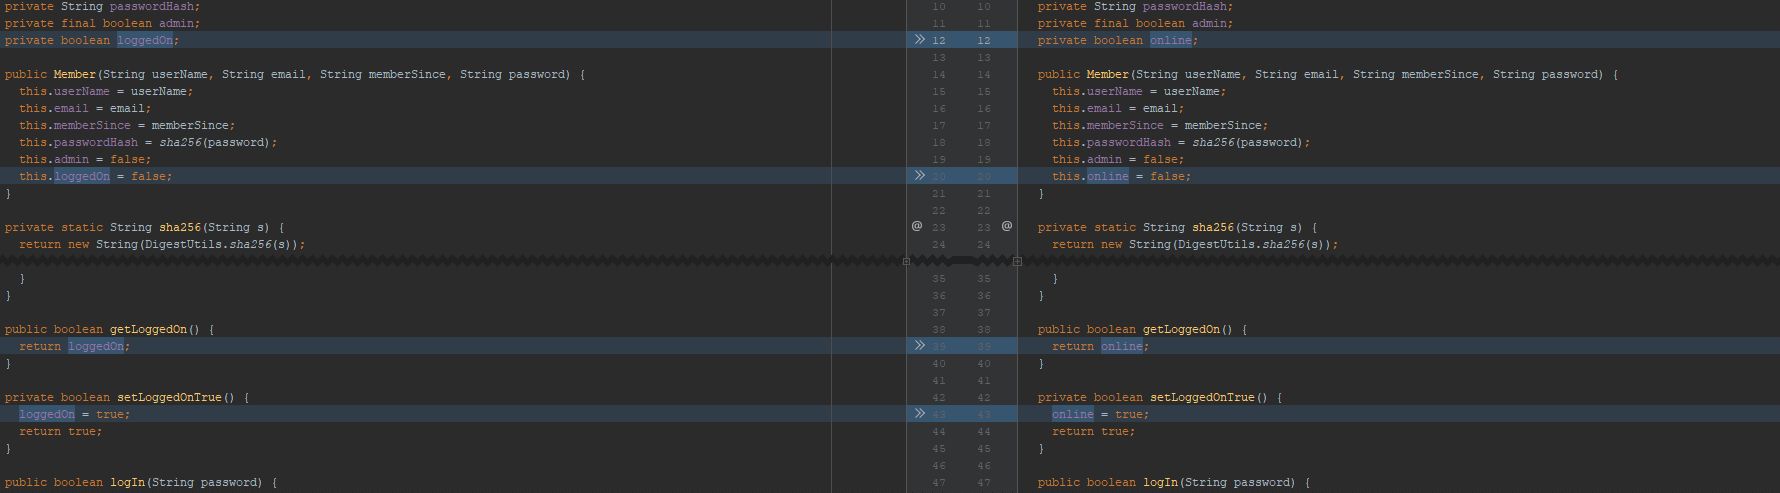 private String passwordHash;
private final boolean admin;
private boolean loggedOn;
public Member(String userName, String email, String memberSince, String password) {
this.userName = userName;
this.email = email;
this.memberSince = memberSince;
this.passwordHash = sha256(password);
this.admin = false;
this.loggedOn = false;
}
private static String sha256(String s) {
return new String(DigestUtils.sha256(s));
}
}
public boolean getLoggedOn() {
return loggedOn;
}
private boolean setLoggedOnTrue() {
loggedOn = true;
return true;
}
public boolean logIn(String password) {
10 10
11 11
» 12 12
13 13
14 14
15 15
16 16
17 17
18 18
19 19
» 20 20
21 21
22 22
@ 23 23 @
24 24
35 35
36 36
37 37
38 38
» 39 39
40 40
41 41
42 42
» 43 43
44 44
45 45
46 46
47 47
private String passwordHash;
private final boolean admin;
private boolean online;
public Member(String userName, String email, String memberSince, String password) {
this.userName = userName;
this.email = email;
this.memberSince = memberSince;
this.passwordHash = sha256(password);
this.admin = false;
this.online = false;
}
private static String sha256(String s) {
return new String(DigestUtils.sha256(s));
}
}
public boolean getLoggedOn() {
return online;
}
private boolean setLoggedOnTrue() {
online = true;
return true;
}
public boolean logIn(String password) {